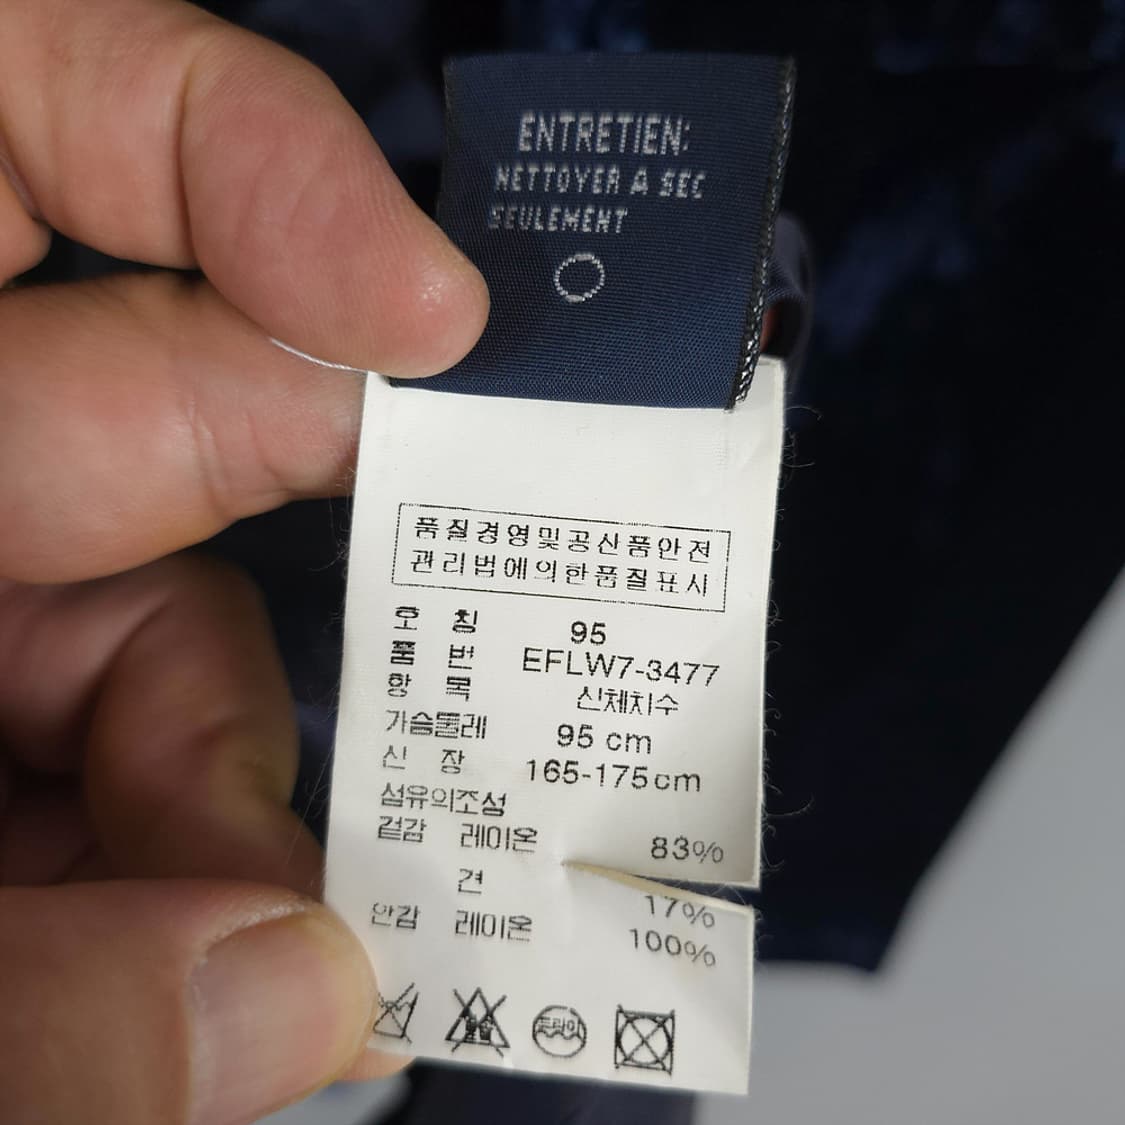 ENTRETIEN:
NETTOYER A SEC
SEULEMENT
품질경영및공산품안전
관리법에의한품질표시
호 칭 95
품 번 EFLW7-3477
항 목 신체치수
가슴둘레 95 cm
신 장 165-175cm
섬유의조성
겉감 레이온 83%
견 17%
안감 레이온 100%
드라이